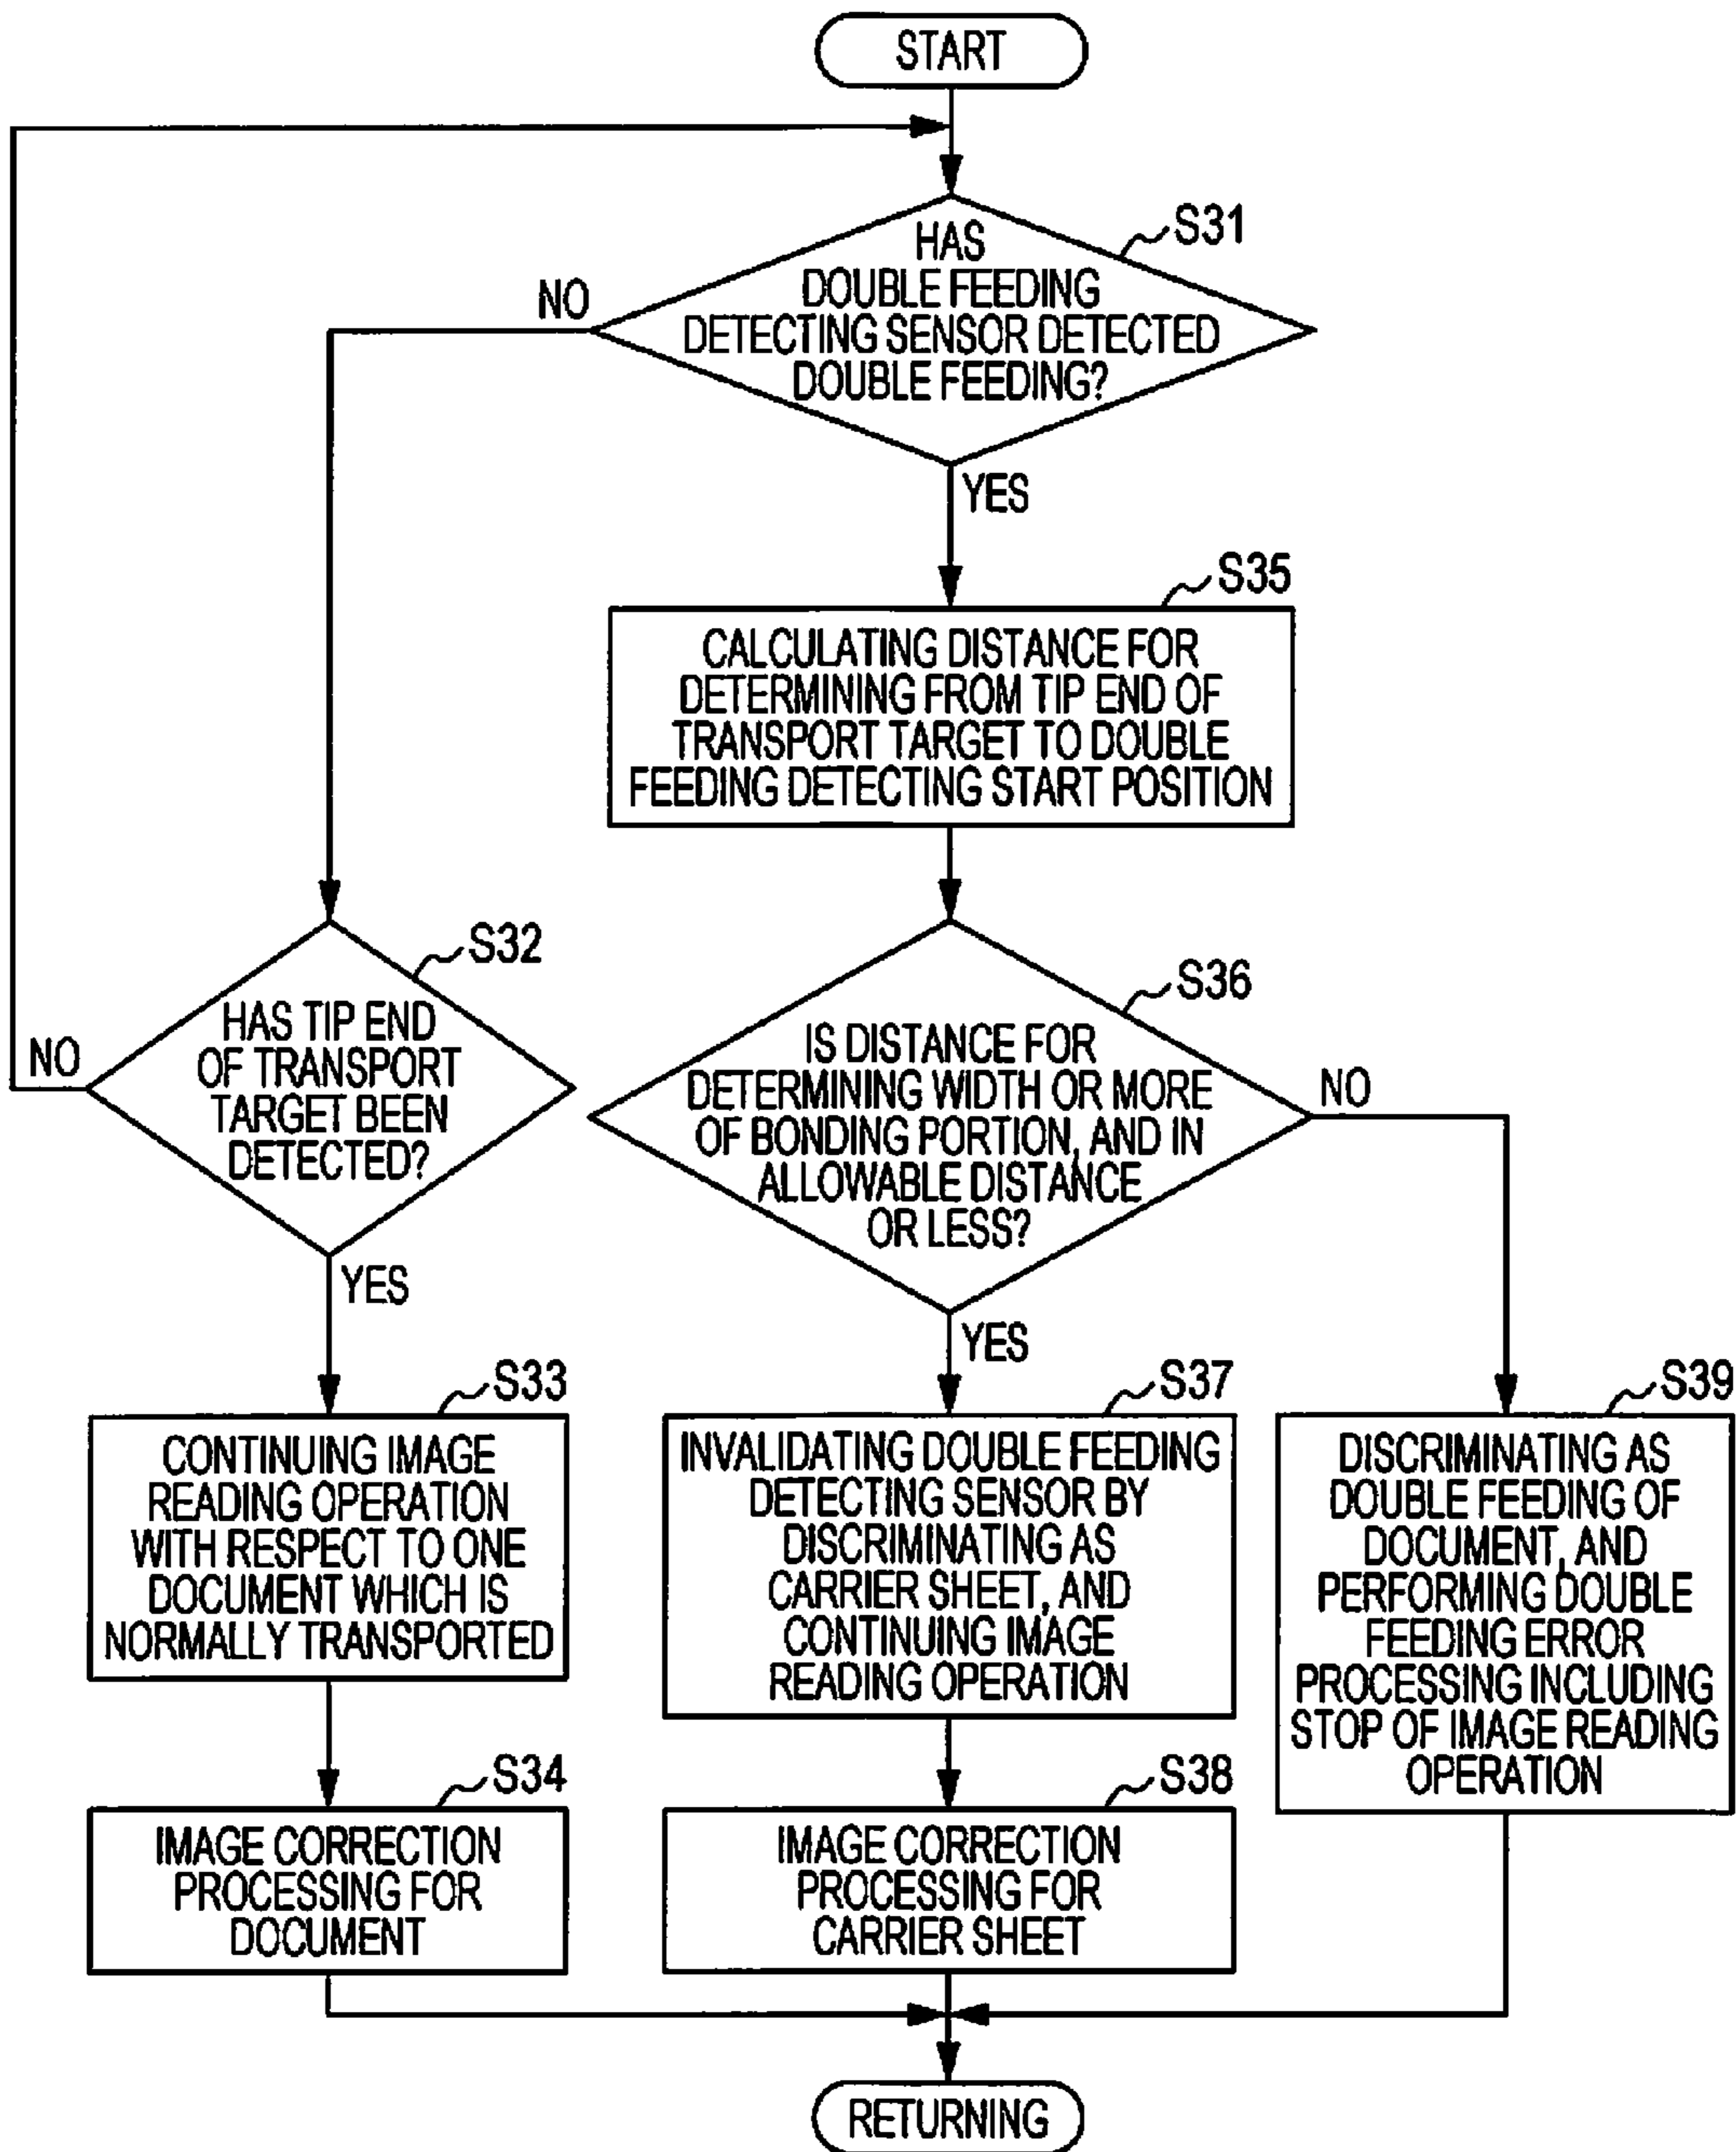 START
S31
HAS
DOUBLE FEEDING
DETECTING SENSOR DETECTED
DOUBLE FEEDING?
NO
YES
S35
CALCULATING DISTANCE FOR
DETERMINING FROM TIP END OF
TRANSPORT TARGET TO DOUBLE
FEEDING DETECTING START POSITION
S32
HAS TIP END
OF TRANSPORT
TARGET BEEN
DETECTED?
NO
YES
S36
IS DISTANCE FOR
DETERMINING WIDTH OR MORE
OF BONDING PORTION, AND IN
ALLOWABLE DISTANCE
OR LESS?
NO
YES
S33
CONTINUING IMAGE
READING OPERATION
WITH RESPECT TO ONE
DOCUMENT WHICH IS
NORMALLY TRANSPORTED
S37
INVALIDATING DOUBLE FEEDING
DETECTING SENSOR BY
DISCRIMINATING AS
CARRIER SHEET, AND
CONTINUING IMAGE
READING OPERATION
S39
DISCRIMINATING AS
DOUBLE FEEDING OF
DOCUMENT, AND
PERFORMING DOUBLE
FEEDING ERROR
PROCESSING INCLUDING
STOP OF IMAGE READING
OPERATION
S34
IMAGE CORRECTION
PROCESSING FOR
DOCUMENT
S38
IMAGE CORRECTION
PROCESSING FOR
CARRIER SHEET
RETURNING